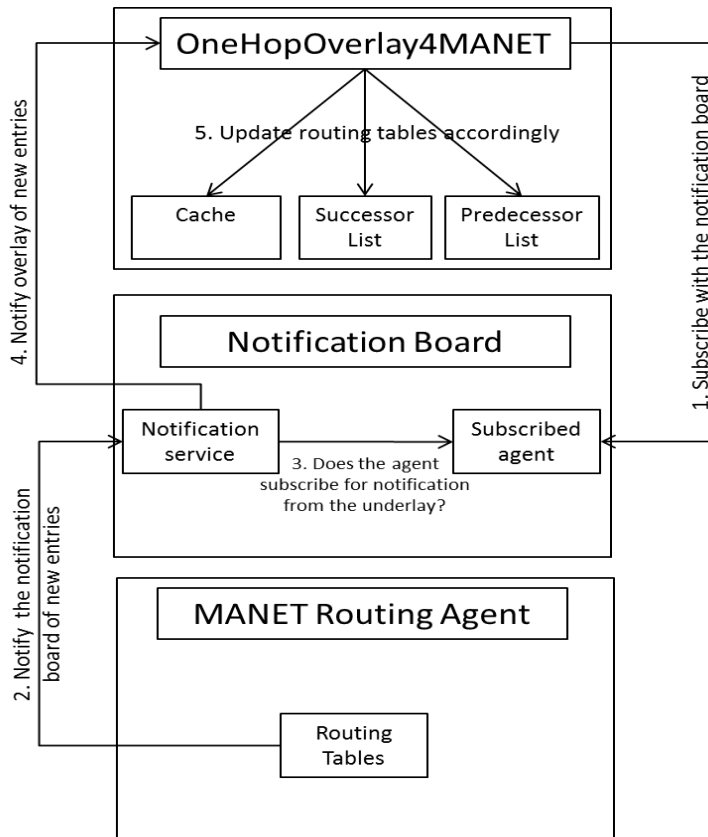 OneHopOverlay4MANET
5. Update routing tables accordingly
Cache
Successor
List
Predecessor
List
4. Notify overlay of new entries
1. Subscribe with the notification board
Notification Board
Notification
service
Subscribed
agent
3. Does the agent
subscribe for notification
from the underlay?
2. Notify the notification
board of new entries
MANET Routing Agent
Routing
Tables